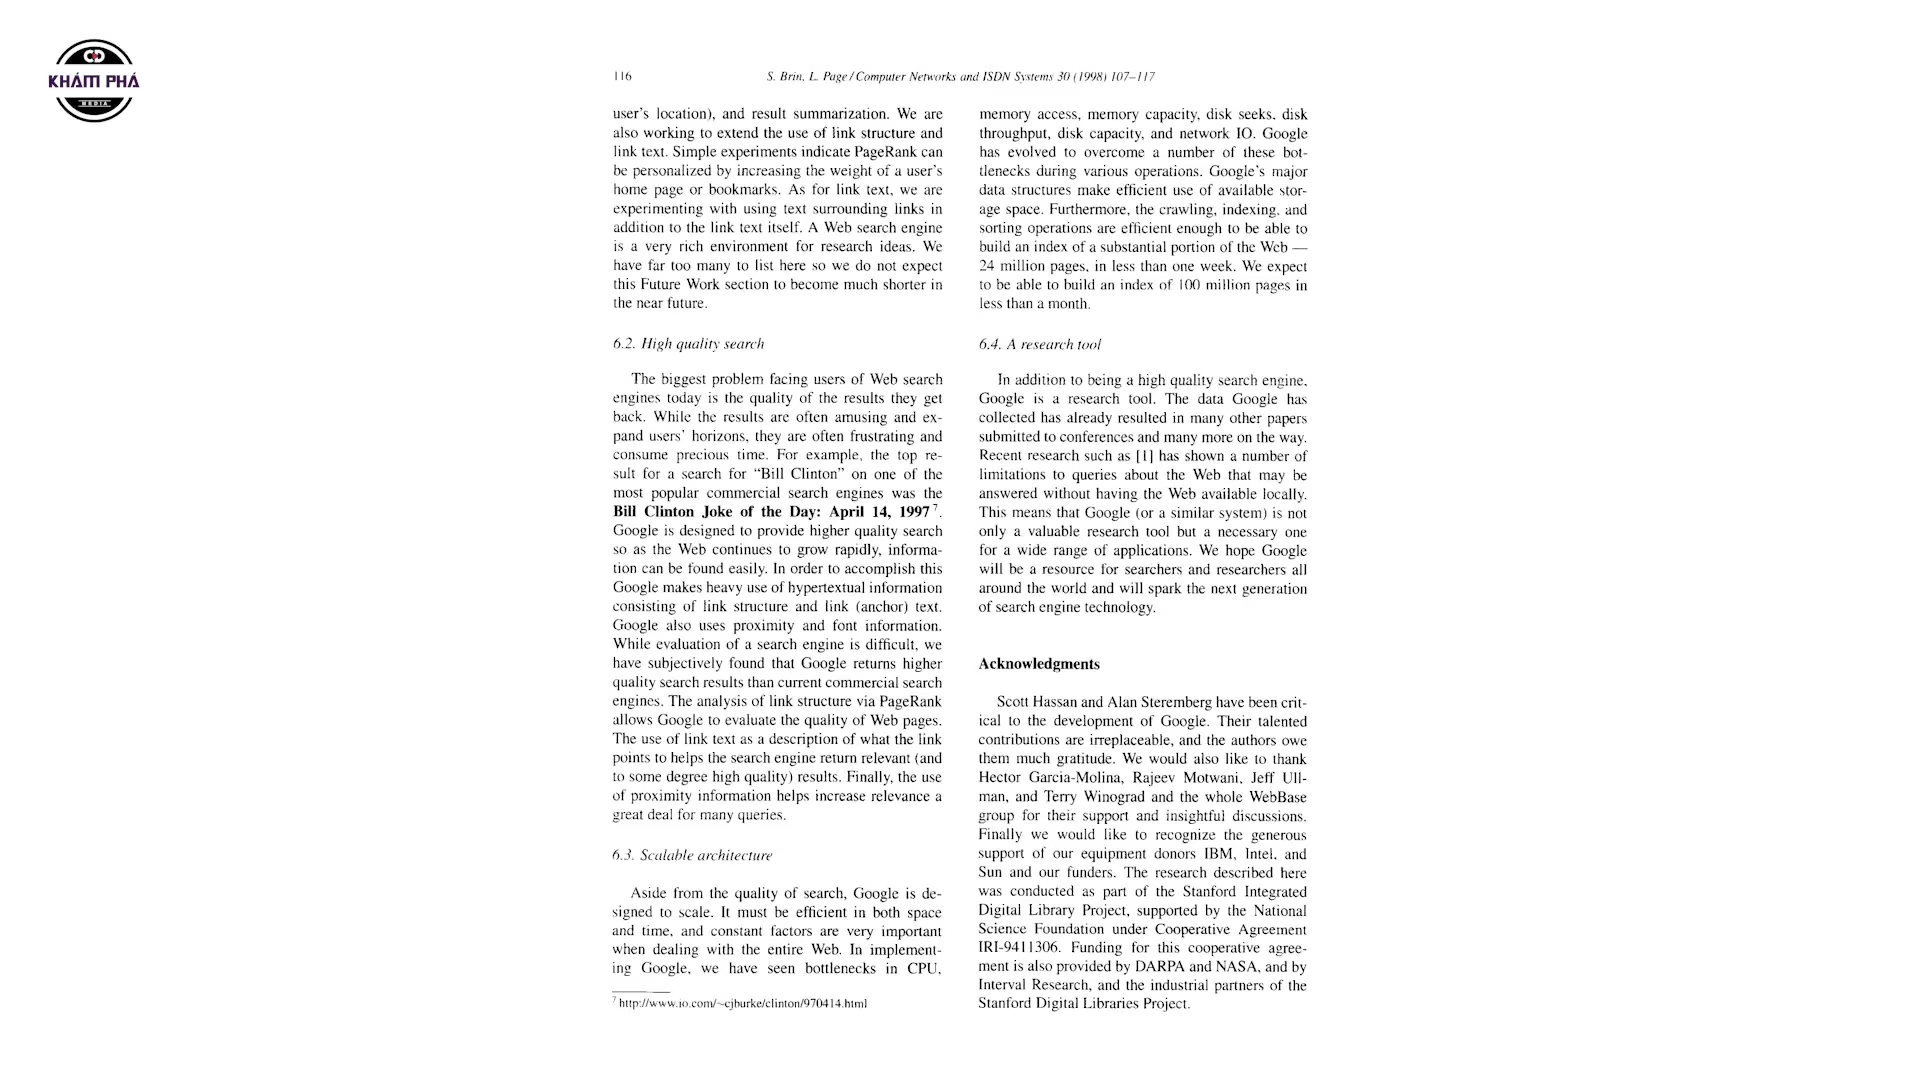 KHÁM PHÁ
MEDIA
116
S. Brin, L. Page / Computer Networks and ISDN Systems 30 (1998) 107–117
user's location), and result summarization. We are
also working to extend the use of link structure and
link text. Simple experiments indicate PageRank can
be personalized by increasing the weight of a user's
home page or bookmarks. As for link text, we are
experimenting with using text surrounding links in
addition to the link text itself. A Web search engine
is a very rich environment for research ideas. We
have far too many to list here so we do not expect
this Future Work section to become much shorter in
the near future.
6.2. High quality search
The biggest problem facing users of Web search
engines today is the quality of the results they get
back. While the results are often amusing and ex-
pand users' horizons, they are often frustrating and
consume precious time. For example, the top re-
sult for a search for “Bill Clinton” on one of the
most popular commercial search engines was the
Bill Clinton Joke of the Day: April 14, 1997 7.
Google is designed to provide higher quality search
so as the Web continues to grow rapidly, informa-
tion can be found easily. In order to accomplish this
Google makes heavy use of hypertextual information
consisting of link structure and link (anchor) text.
Google also uses proximity and font information.
While evaluation of a search engine is difficult, we
have subjectively found that Google returns higher
quality search results than current commercial search
engines. The analysis of link structure via PageRank
allows Google to evaluate the quality of Web pages.
The use of link text as a description of what the link
points to helps the search engine return relevant (and
to some degree high quality) results. Finally, the use
of proximity information helps increase relevance a
great deal for many queries.
6.3. Scalable architecture
Aside from the quality of search, Google is de-
signed to scale. It must be efficient in both space
and time, and constant factors are very important
when dealing with the entire Web. In implement-
ing Google, we have seen bottlenecks in CPU,
7 http://www.io.com/~cjburke/clinton/970414.html
memory access, memory capacity, disk seeks, disk
throughput, disk capacity, and network IO. Google
has evolved to overcome a number of these bot-
tlenecks during various operations. Google's major
data structures make efficient use of available stor-
age space. Furthermore, the crawling, indexing, and
sorting operations are efficient enough to be able to
build an index of a substantial portion of the Web —
24 million pages, in less than one week. We expect
to be able to build an index of 100 million pages in
less than a month.
6.4. A research tool
In addition to being a high quality search engine,
Google is a research tool. The data Google has
collected has already resulted in many other papers
submitted to conferences and many more on the way.
Recent research such as [1] has shown a number of
limitations to queries about the Web that may be
answered without having the Web available locally.
This means that Google (or a similar system) is not
only a valuable research tool but a necessary one
for a wide range of applications. We hope Google
will be a resource for searchers and researchers all
around the world and will spark the next generation
of search engine technology.
Acknowledgments
Scott Hassan and Alan Steremberg have been crit-
ical to the development of Google. Their talented
contributions are irreplaceable, and the authors owe
them much gratitude. We would also like to thank
Hector Garcia-Molina, Rajeev Motwani, Jeff Ull-
man, and Terry Winograd and the whole WebBase
group for their support and insightful discussions.
Finally we would like to recognize the generous
support of our equipment donors IBM, Intel, and
Sun and our funders. The research described here
was conducted as part of the Stanford Integrated
Digital Library Project, supported by the National
Science Foundation under Cooperative Agreement
IRI-9411306. Funding for this cooperative agree-
ment is also provided by DARPA and NASA, and by
Interval Research, and the industrial partners of the
Stanford Digital Libraries Project.